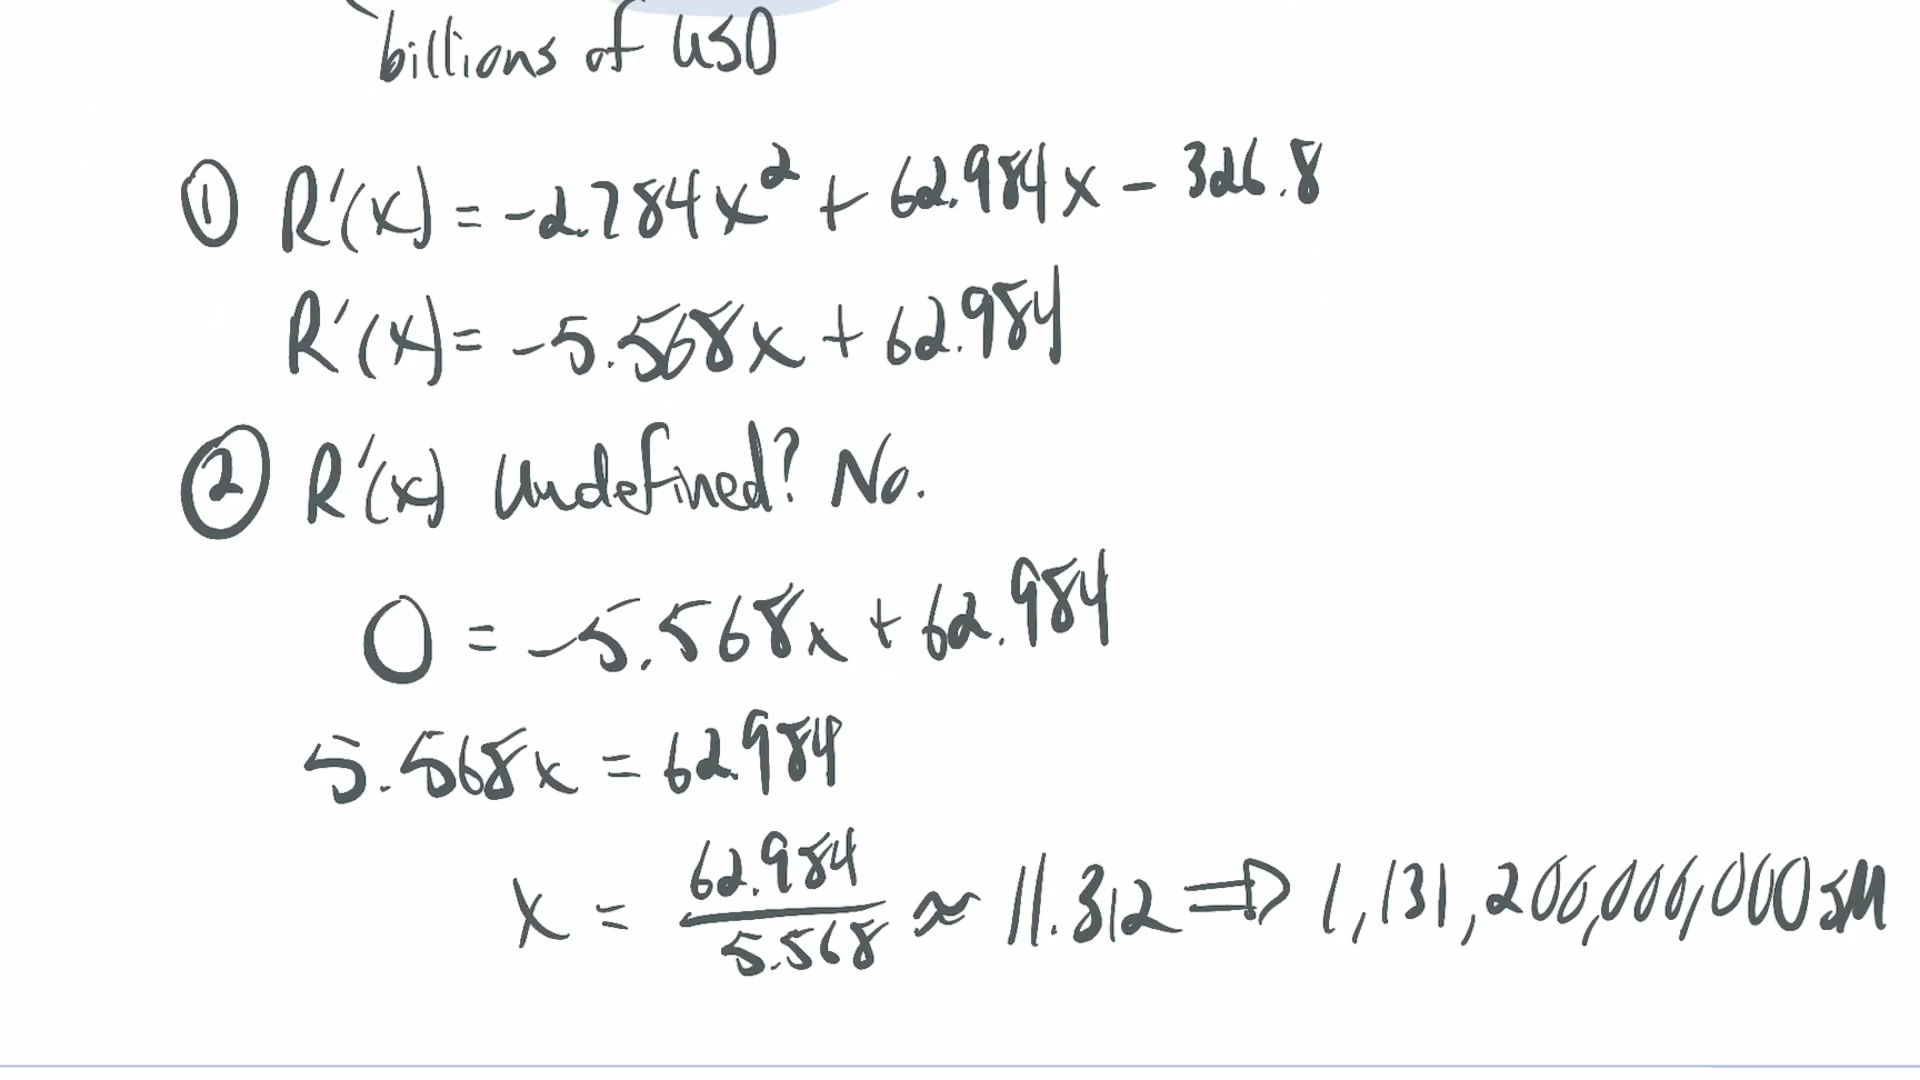 billions of USD
① R'(x) = -2.784x² + 62.984x - 326.8
R'(x) = -5.568x + 62.984
② R'(x) Undefined? No.
0 = -5.568x + 62.984
5.568x = 62.984
x = 62.984/5.568 ≈ 11.312 ⇒ 1,131,200,000,000 SM